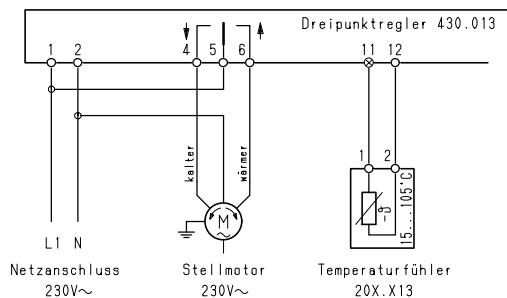 Dreipunktregler 430.013
1 2 4 5 6 11 12
kalter
wärmer
1 2
M
-ϑ
15...105°C
L1 N
Netzanschluss
230V~
Stellmotor
230V~
Temperaturfühler
20X.X13